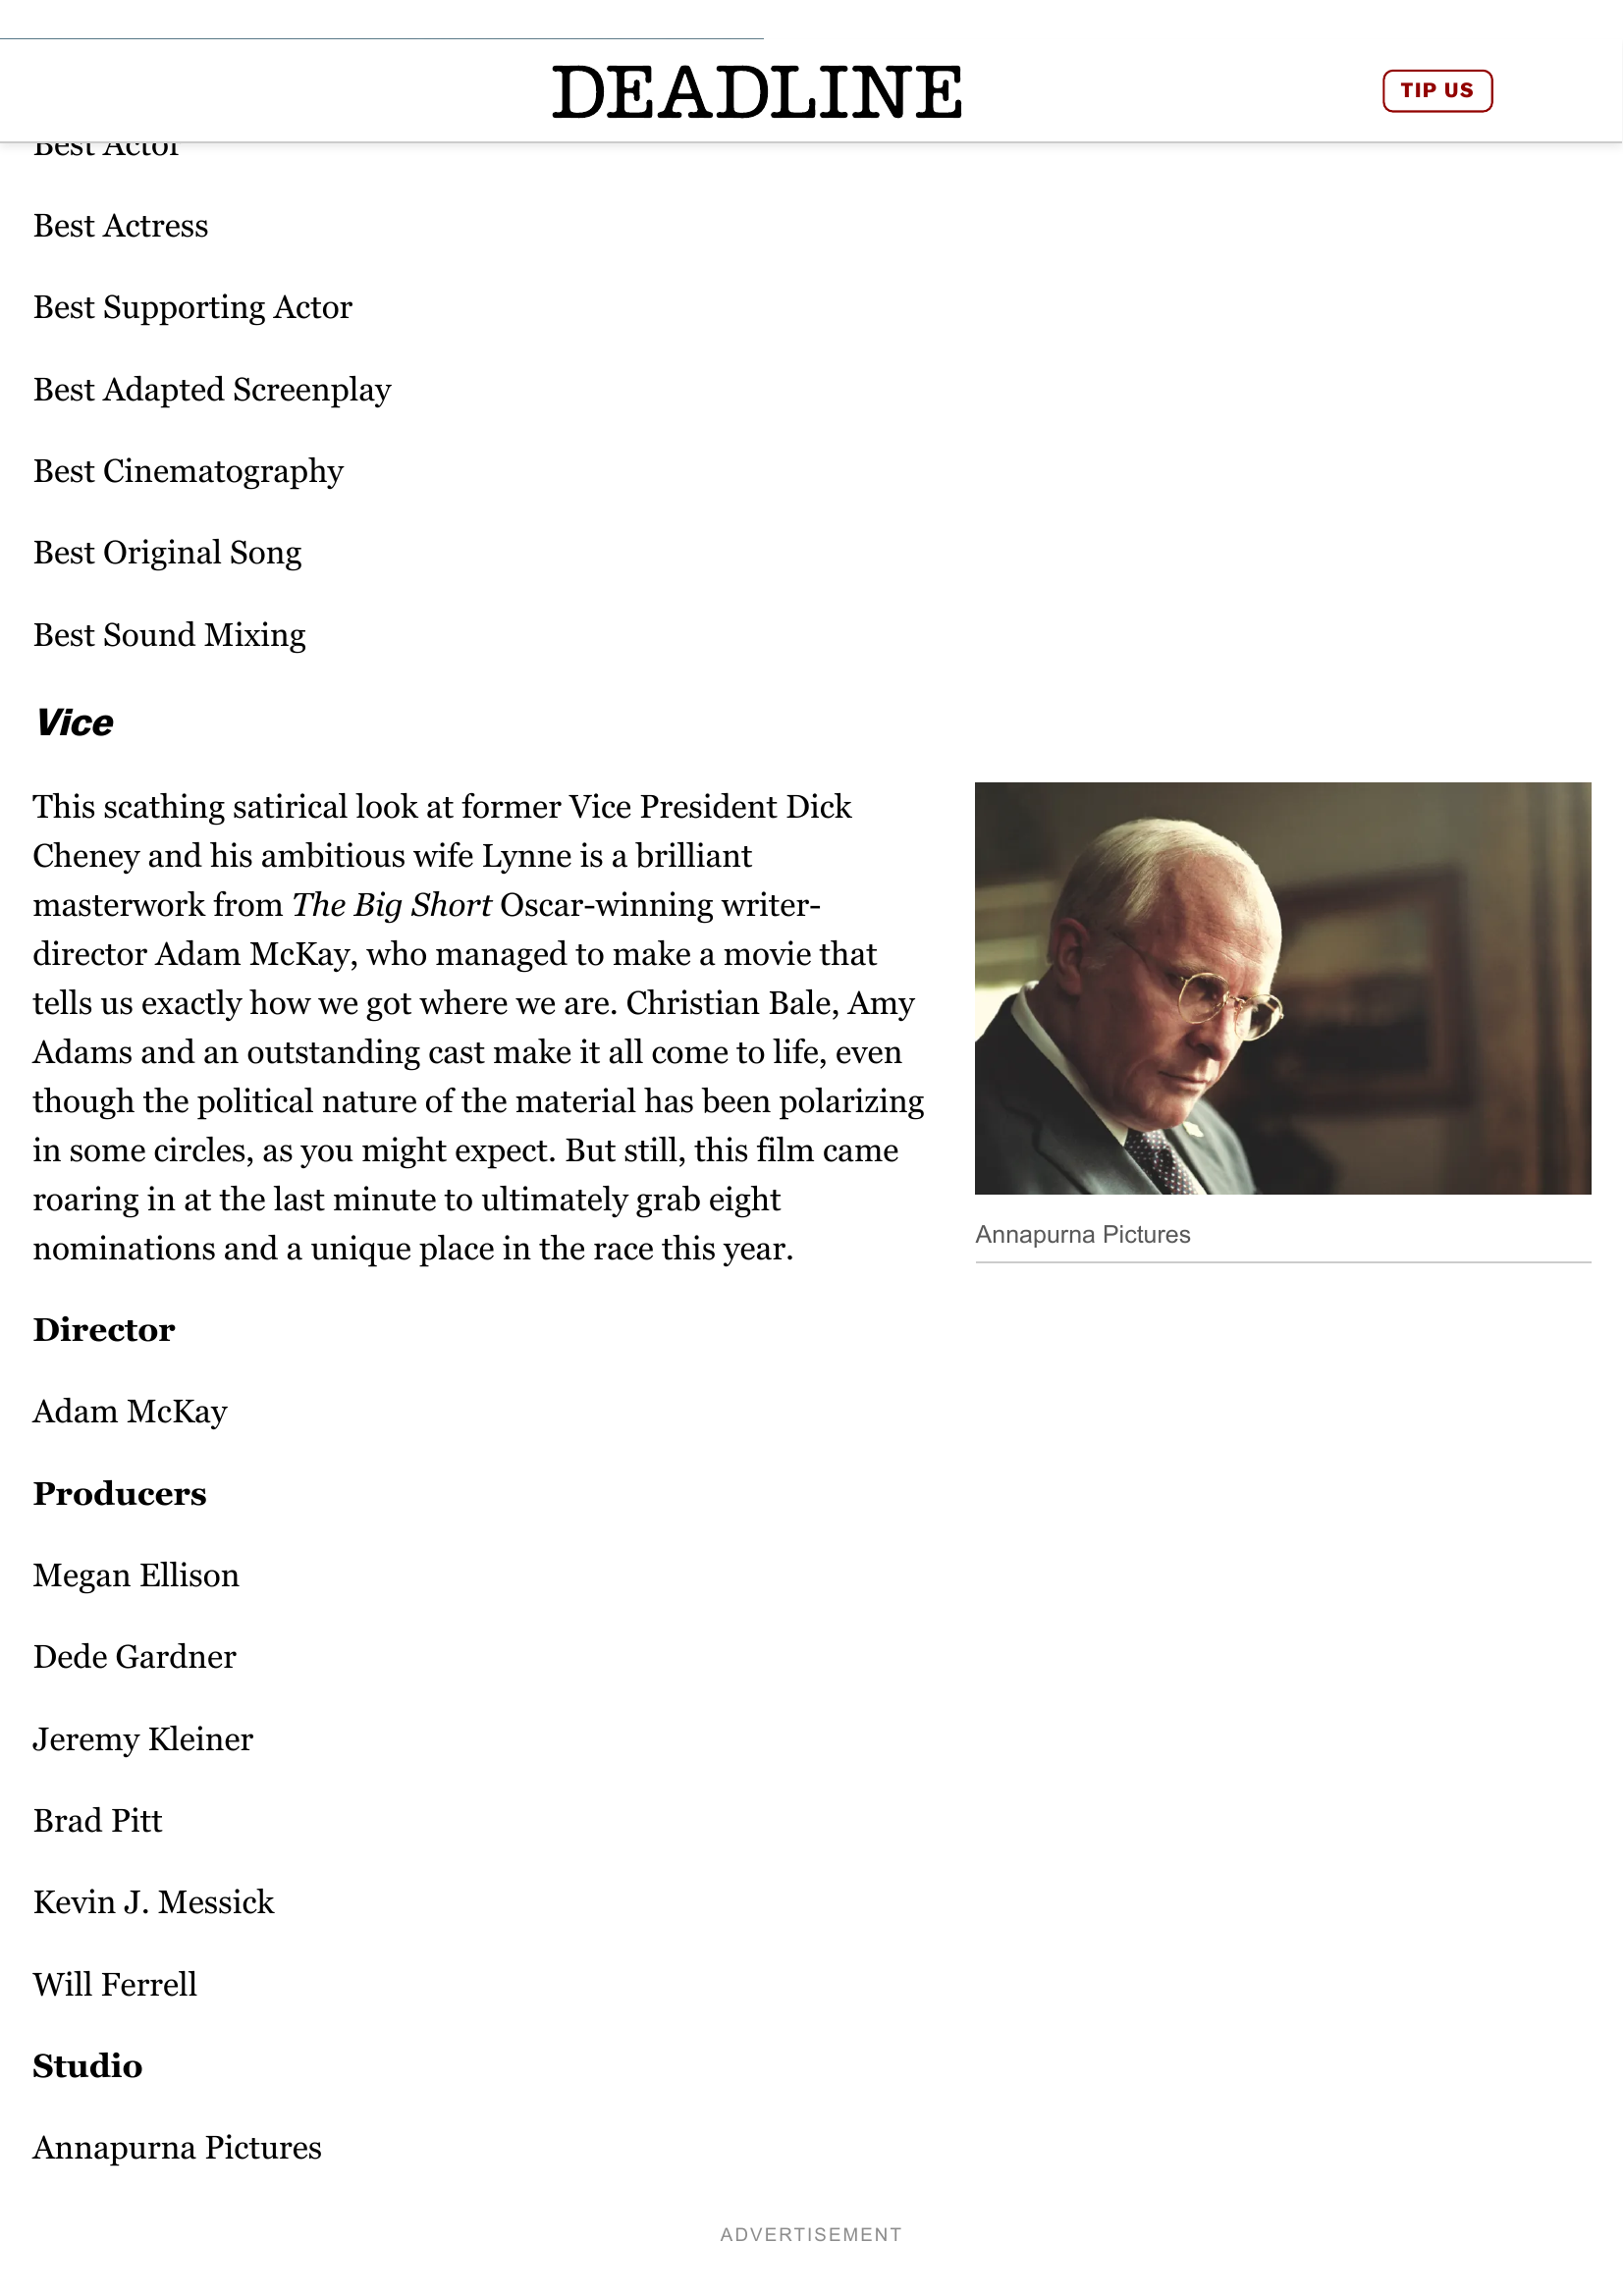 DEADLINE
TIP US
Best Actor
Best Actress
Best Supporting Actor
Best Adapted Screenplay
Best Cinematography
Best Original Song
Best Sound Mixing
Vice
This scathing satirical look at former Vice President Dick
Cheney and his ambitious wife Lynne is a brilliant
masterwork from The Big Short Oscar-winning writer-
director Adam McKay, who managed to make a movie that
tells us exactly how we got where we are. Christian Bale, Amy
Adams and an outstanding cast make it all come to life, even
though the political nature of the material has been polarizing
in some circles, as you might expect. But still, this film came
roaring in at the last minute to ultimately grab eight
nominations and a unique place in the race this year.
Annapurna Pictures
Director
Adam McKay
Producers
Megan Ellison
Dede Gardner
Jeremy Kleiner
Brad Pitt
Kevin J. Messick
Will Ferrell
Studio
Annapurna Pictures
ADVERTISEMENT